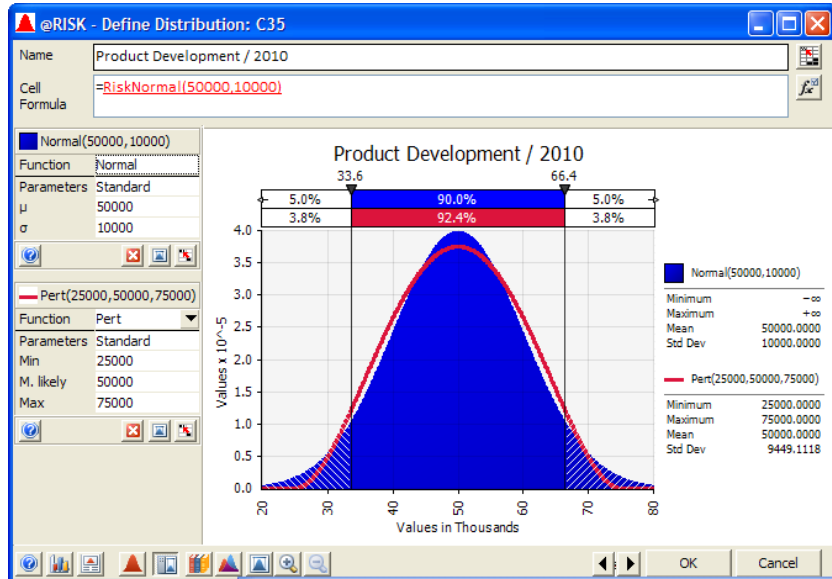 @RISK - Define Distribution: C35
Name
Product Development / 2010
Cell
Formula
=RiskNormal(50000,10000)
Normal(50000,10000)
Function Normal
Parameters Standard
μ 50000
σ 10000
Pert(25000,50000,75000)
Function Pert
Parameters Standard
Min 25000
M. likely 50000
Max 75000
Product Development / 2010
33.6 66.4
5.0% 90.0% 5.0%
3.8% 92.4% 3.8%
4.0
3.5
3.0
2.5
2.0
1.5
1.0
0.5
0.0
Values x 10^-5
20 30 40 50 60 70 80
Values in Thousands
Normal(50000,10000)
Minimum -∞
Maximum +∞
Mean 50000.0000
Std Dev 10000.0000
Pert(25000,50000,75000)
Minimum 25000.0000
Maximum 75000.0000
Mean 50000.0000
Std Dev 9449.1118
OK Cancel